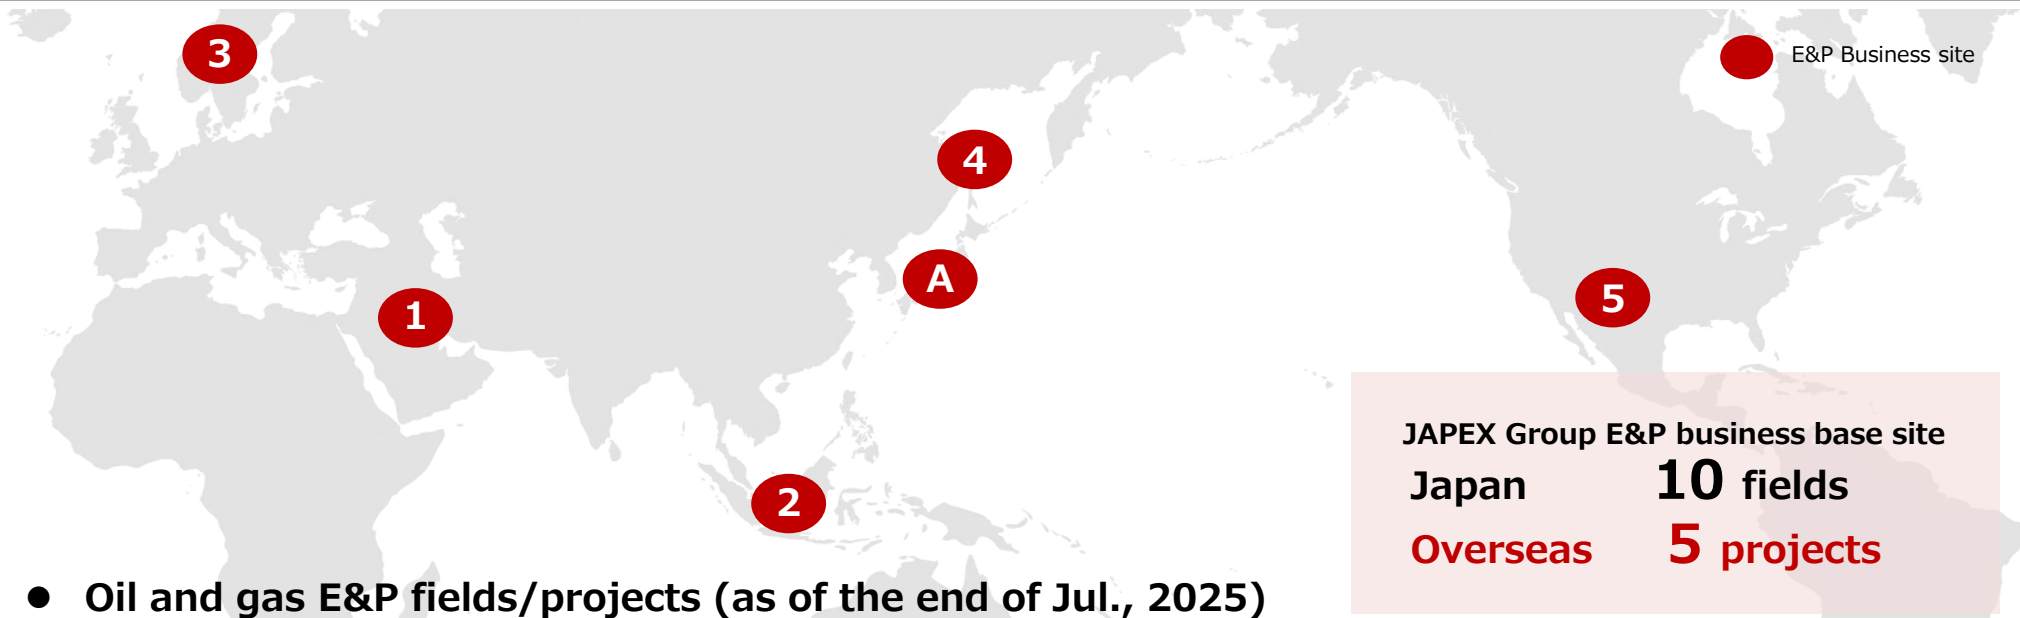 3
E&P Business site
4
A
1
5
2
JAPEX Group E&P business base site
Japan 10 fields
Overseas 5 projects
● Oil and gas E&P fields/projects (as of the end of Jul., 2025)